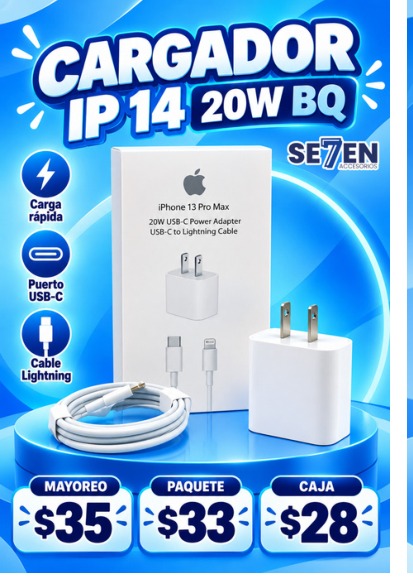 CARGADOR
IP 14 20W BQ
SE7EN
ACCESORIOS
Carga
rápida
iPhone 13 Pro Max
20W USB-C Power Adapter
USB-C to Lightning Cable
Puerto
USB-C
Cable
Lightning
MAYOREO
$35
PAQUETE
$33
CAJA
$28